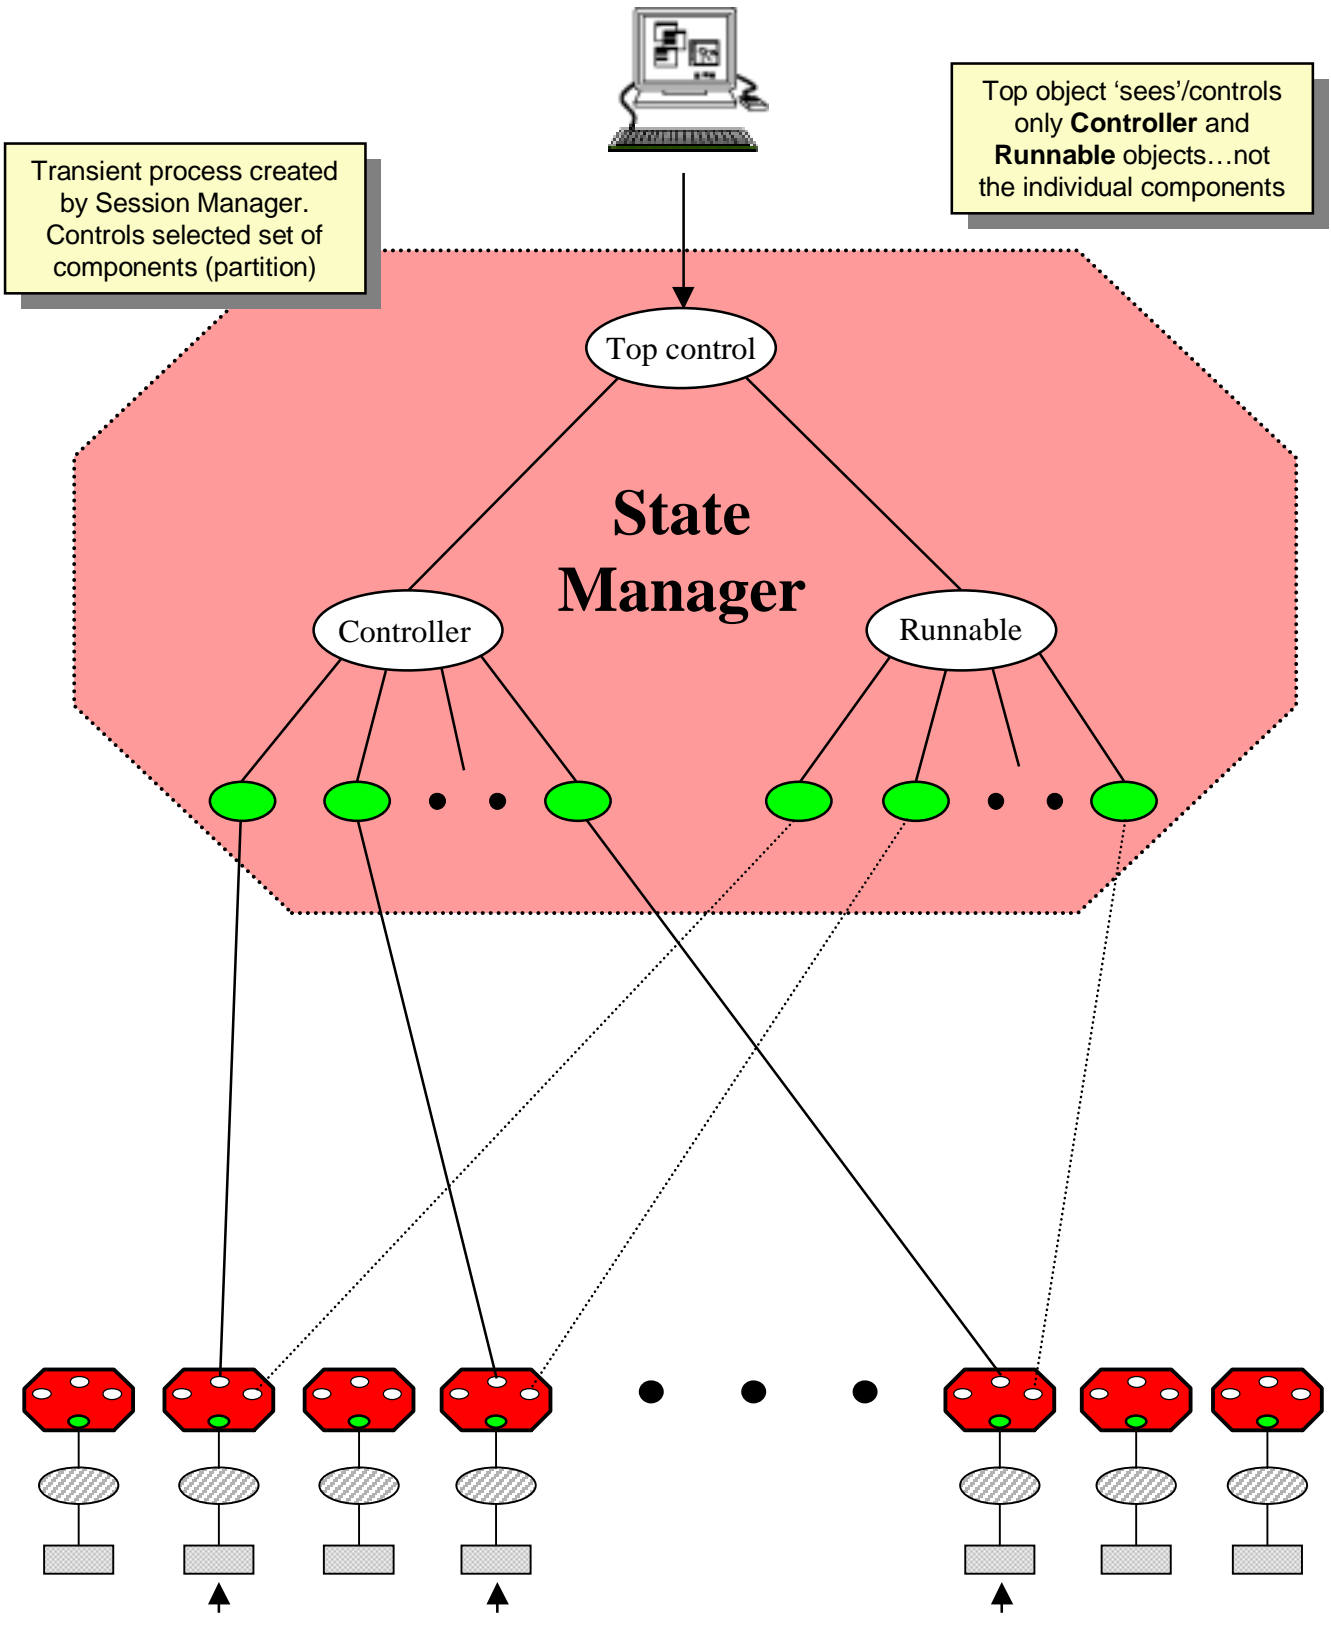 Top object ‘sees’/controls
only Controller and
Runnable objects…not
the individual components
Transient process created
by Session Manager.
Controls selected set of
components (partition)
Top control
State
Manager
Controller
Runnable